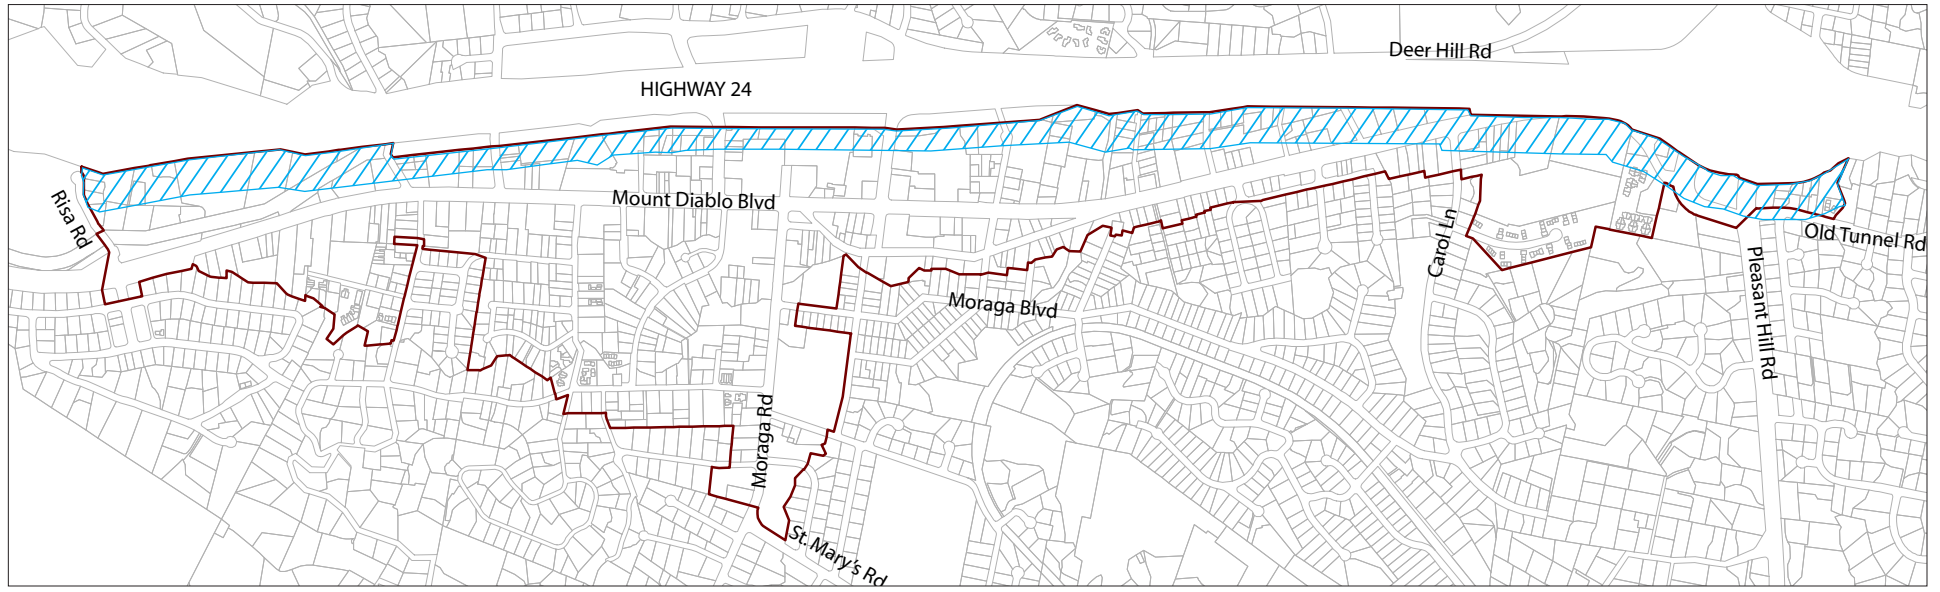 Deer Hill Rd
HIGHWAY 24
Risa Rd
Mount Diablo Blvd
Carol Ln
Old Tunnel Rd
Moraga Blvd
Pleasant Hill Rd
Moraga Rd
St. Mary's Rd